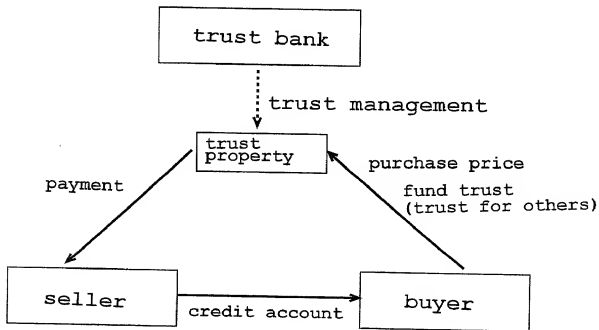 trust bank
trust management
trust
property
purchase price
fund trust
(trust for others)
payment
seller
credit account
buyer